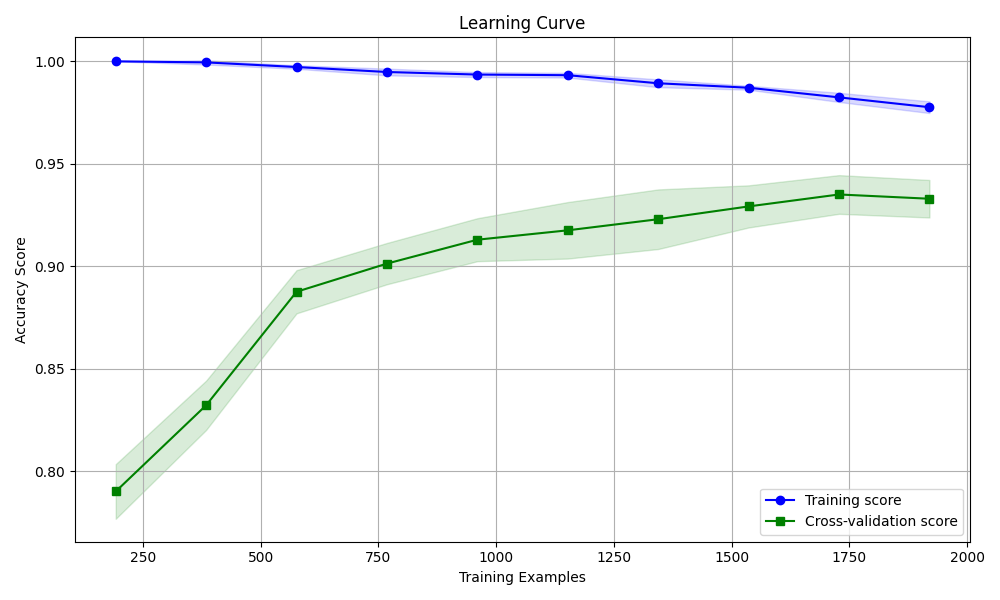 Learning Curve
Accuracy Score
1.00
0.95
0.90
0.85
0.80
250
500
750
1000
1250
1500
1750
2000
Training Examples
Training score
Cross-validation score